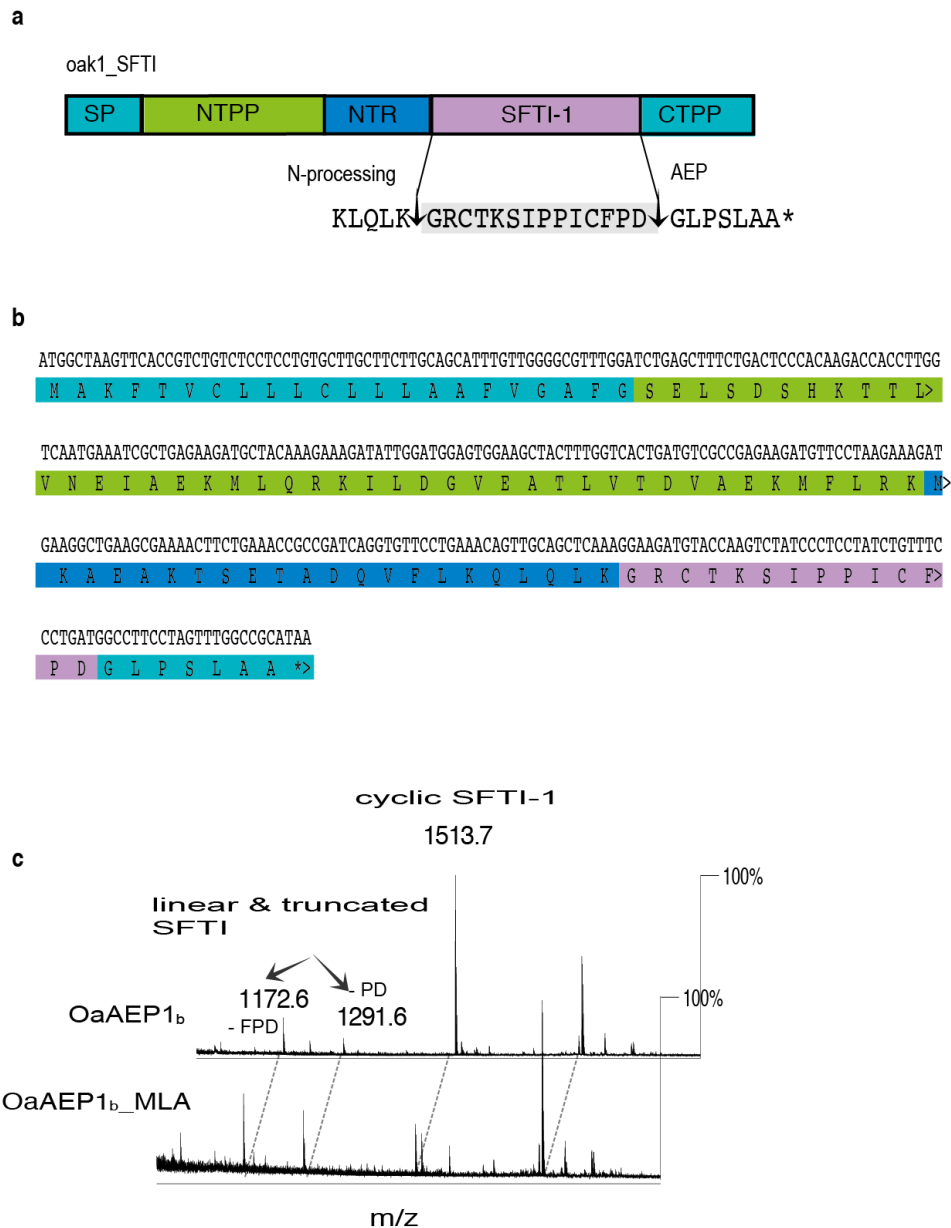 a
oak1_SFTI
SP NTPP NTR SFTI-1 CTPP
N-processing AEP
KLQLK GRCTKSIPPICFPD GLPSLAA*
b
ATGGCTAAGTTCACCGTCTGTCTCCTCCTGTGCTTGCTTCTTGCAGCATTTGTTGGGGCGTTTGGATCTGAGCTTTCTGACTCCCACAAGACCACCTTGG
M A K F T V C L L L C L L L A A F V G A F G S E L S D S H K T T L>
TCAATGAAATCGCTGAGAAGATGCTACAAAGAAAGATATTGGATGGAGTGGAAGCTACTTTGGTCACTGATGTCGCCGAGAAGATGTTCCTAAGAAAGAT
V N E I A E K M L Q R K I L D G V E A T L V T D V A E K M F L R K M>
GAAGGCTGAAGCGAAAACTTCTGAAACCGCCGATCAGGTGTTCCTGAAACAGTTGCAGCTCAAAGGAAGATGTACCAAGTCTATCCCTCCTATCTGTTTC
K A E A K T S E T A D Q V F L K Q L Q L K G R C T K S I P P I C F>
CCTGATGGCCTTCCTAGTTTGGCCGCATAA
P D G L P S L A A *>
cyclic SFTI-1
1513.7
c
100%
linear & truncated
SFTI
- PD
1172.6
1291.6
100%
OaAEP1b
- FPD
OaAEP1b_MLA
m/z